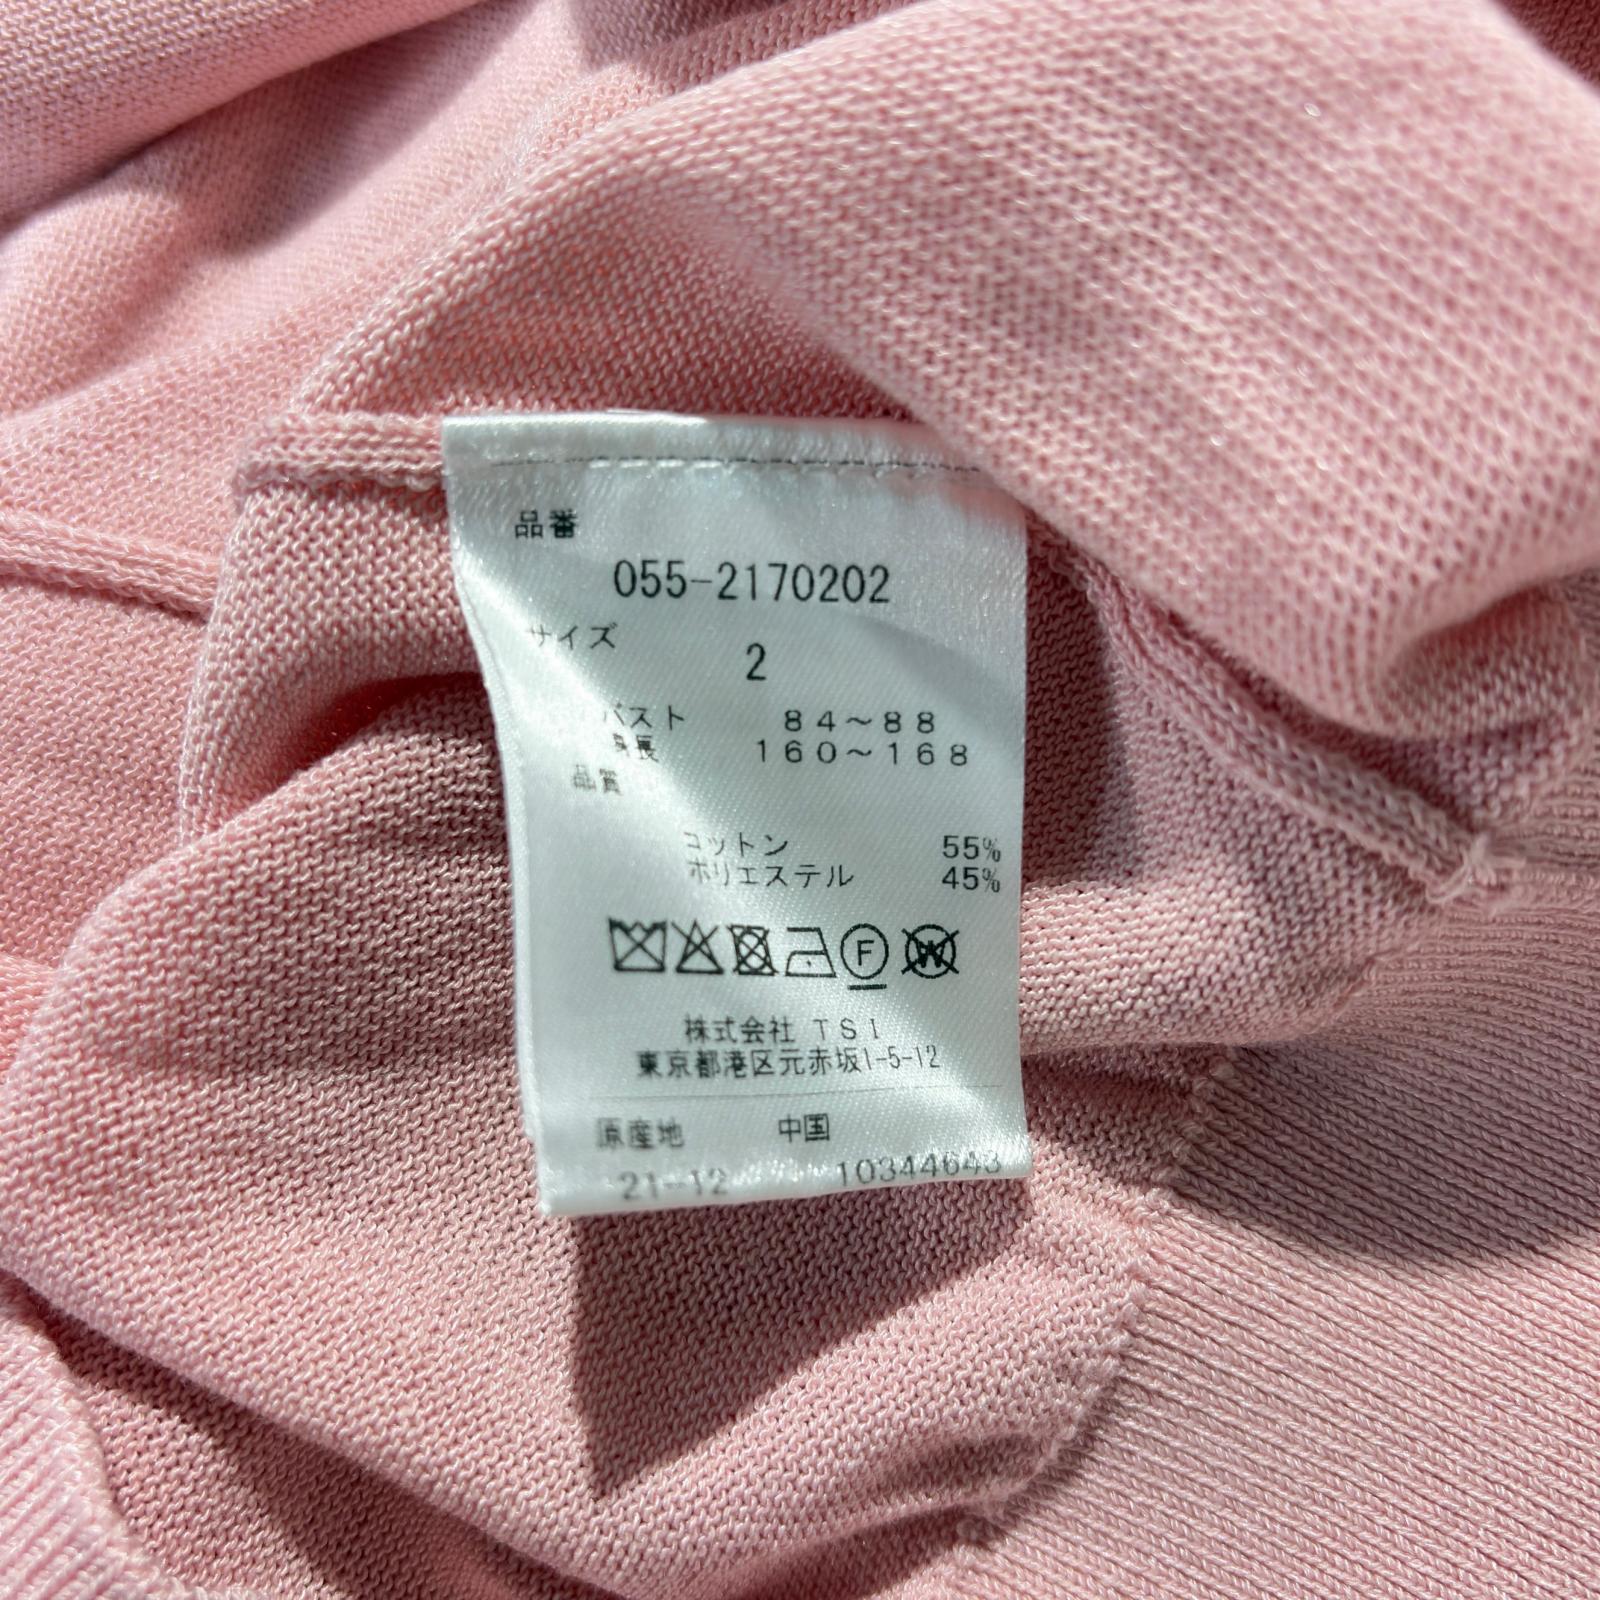 品番
055-2170202
サイズ
2
バスト 84~88
身長 160~168
品質
コットン 55%
ポリエステル 45%
F W
株式会社 TSI
東京都港区元赤坂1-5-12
原産地 中国
21-12 10344643